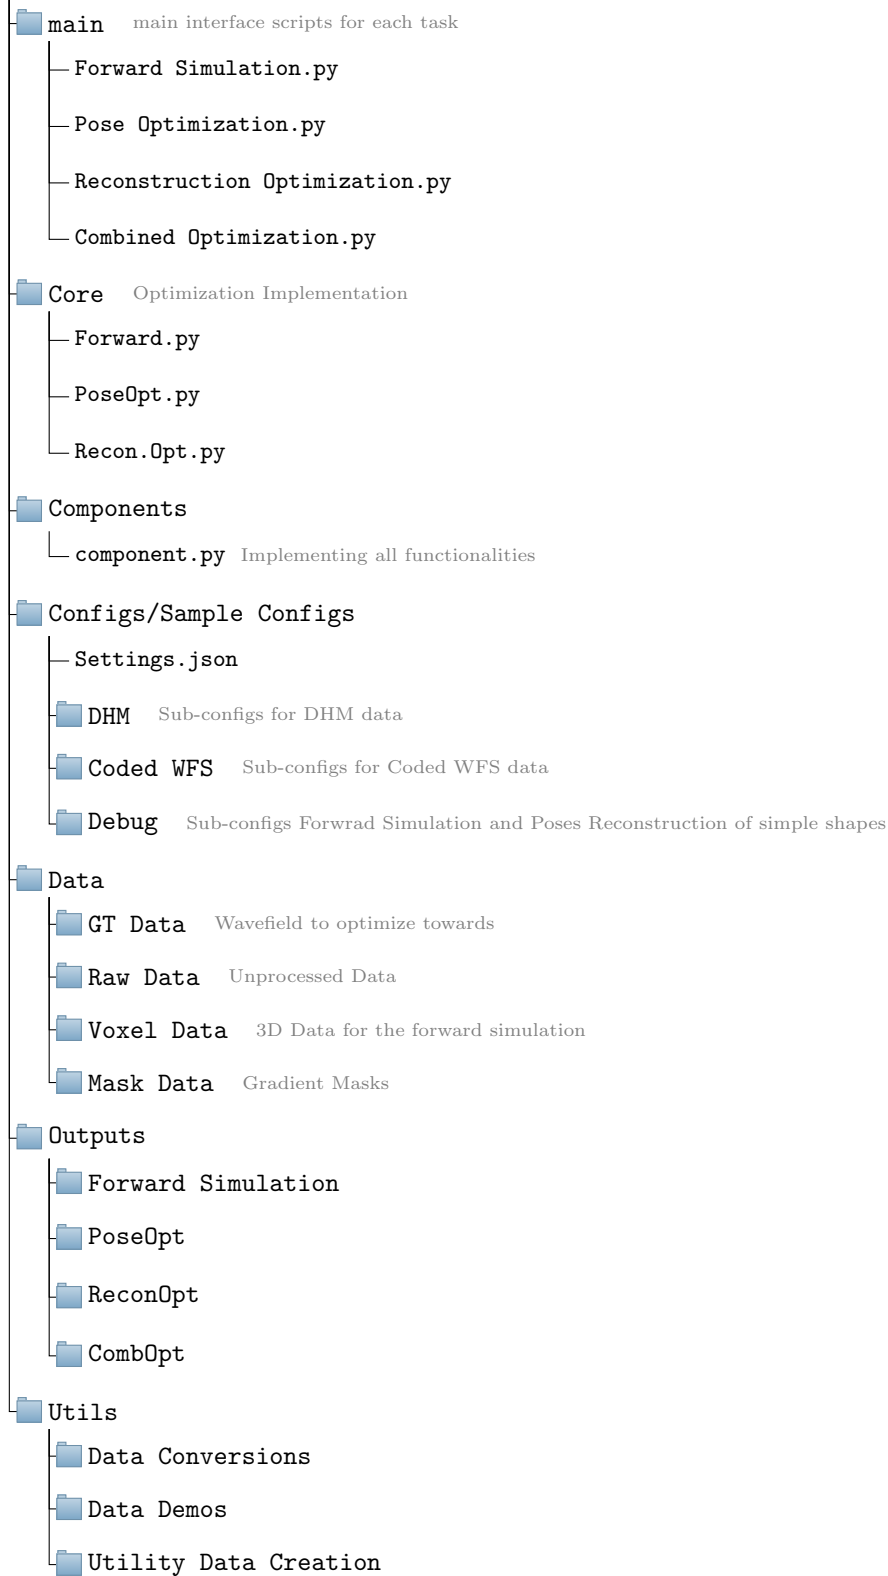 main main interface scripts for each task
Forward Simulation.py
Pose Optimization.py
Reconstruction Optimization.py
Combined Optimization.py
Core Optimization Implementation
Forward.py
PoseOpt.py
Recon.Opt.py
Components
component.py Implementing all functionalities
Configs/Sample Configs
Settings.json
DHM Sub-configs for DHM data
Coded WFS Sub-configs for Coded WFS data
Debug Sub-configs Forwrad Simulation and Poses Reconstruction of simple shapes
Data
GT Data Wavefield to optimize towards
Raw Data Unprocessed Data
Voxel Data 3D Data for the forward simulation
Mask Data Gradient Masks
Outputs
Forward Simulation
PoseOpt
ReconOpt
CombOpt
Utils
Data Conversions
Data Demos
Utility Data Creation